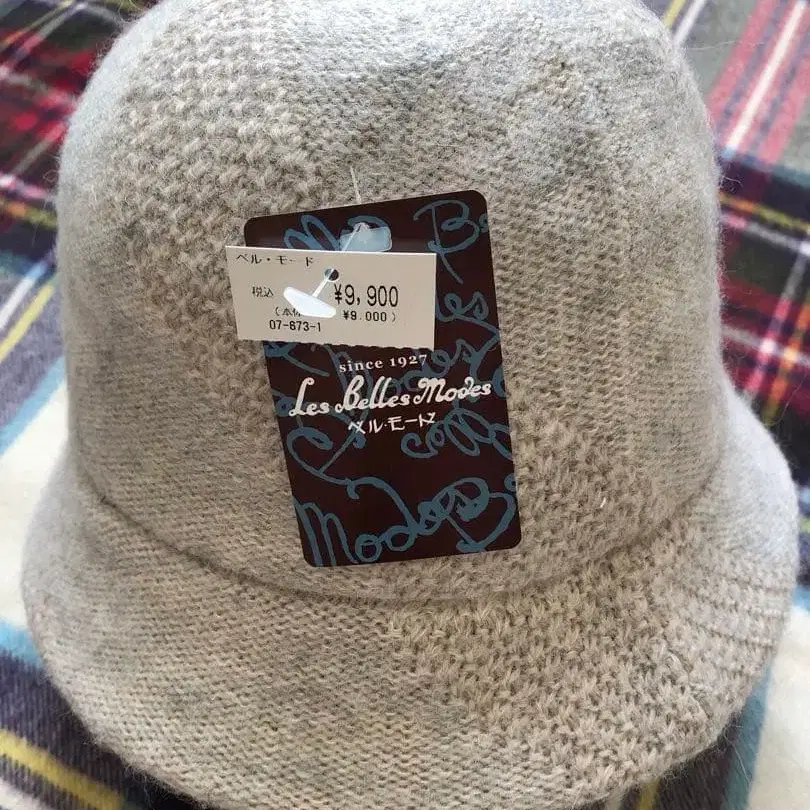 ベル・モード
税込 ¥9,900
(本体 ¥9.000)
07-673-1
since 1927
Les Belles Modes
ベル・モード
Modes